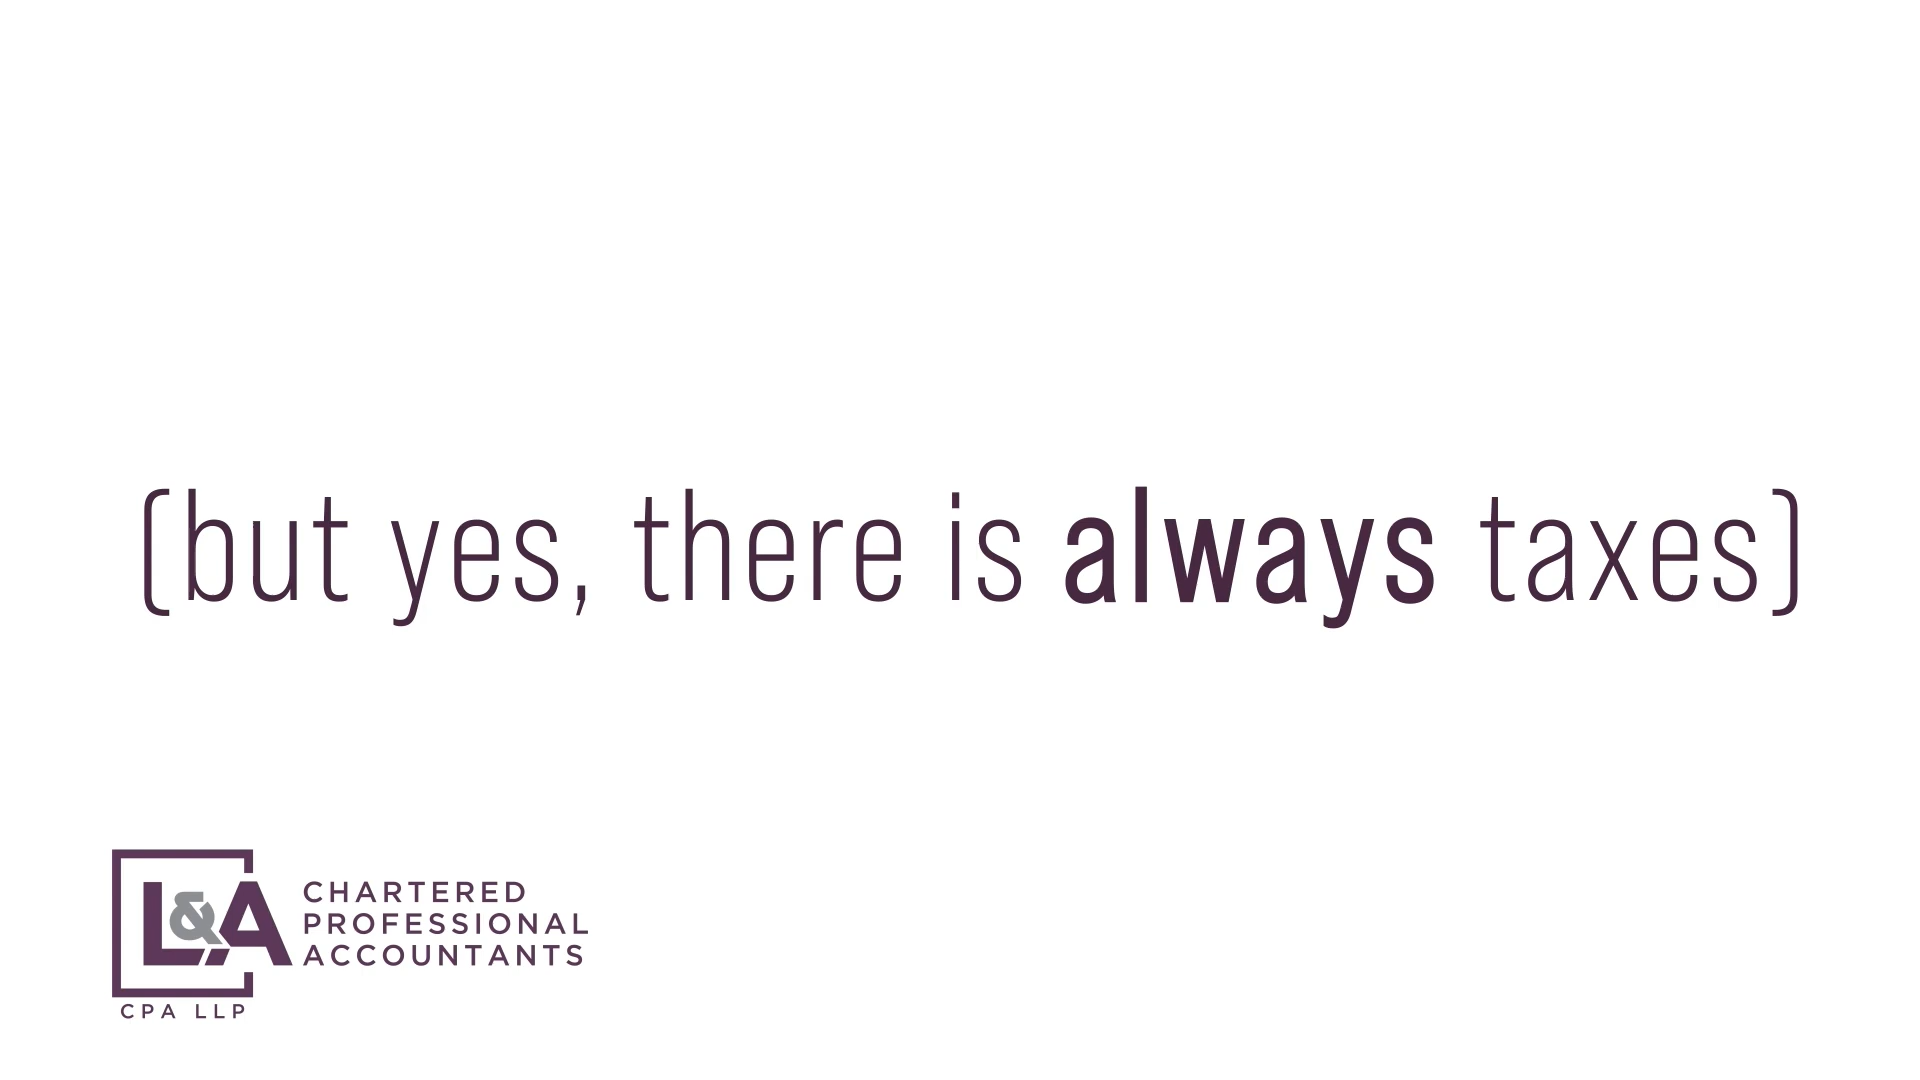 (but yes, there is always taxes)
L&A
CHARTERED
PROFESSIONAL
ACCOUNTANTS
CPA LLP